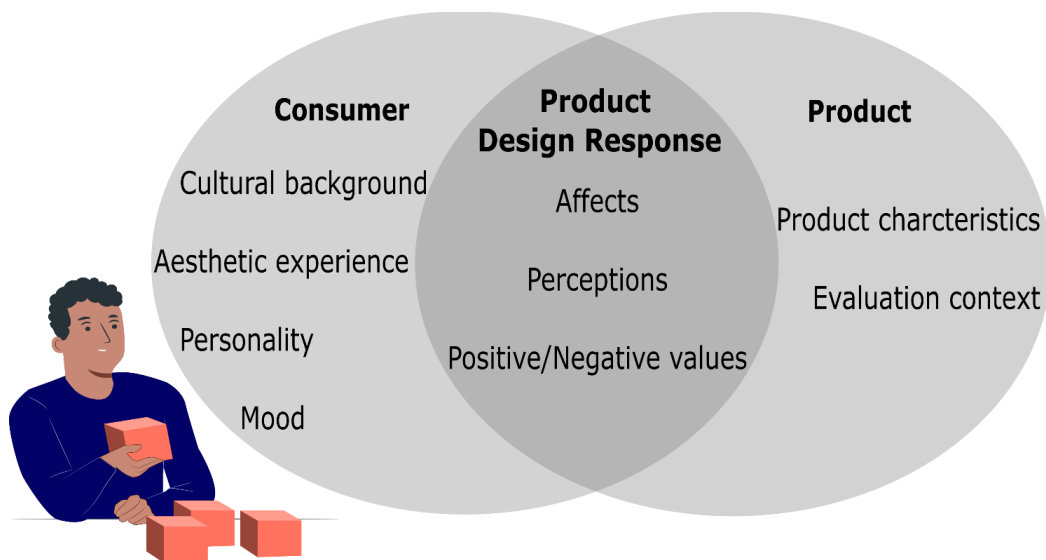 Consumer
Cultural background
Aesthetic experience
Personality
Mood
Product
Design Response
Affects
Perceptions
Positive/Negative values
Product
Product charcteristics
Evaluation context